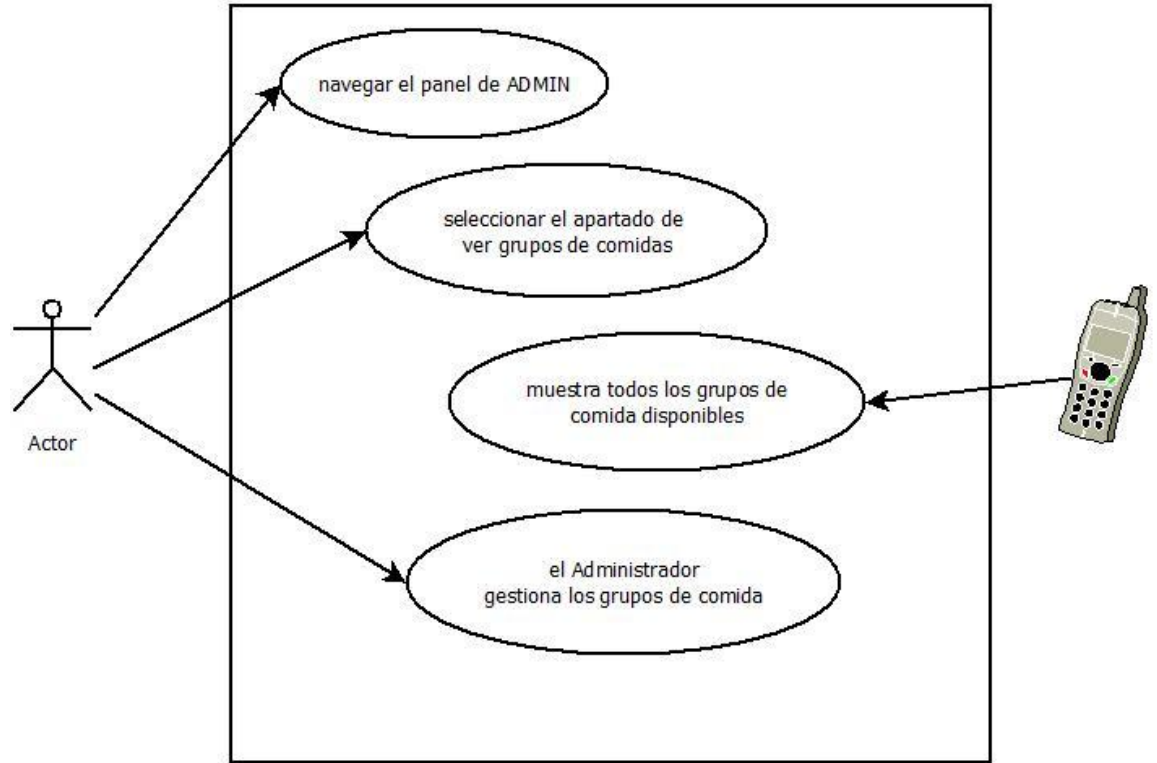 navegar el panel de ADMIN
seleccionar el apartado de
ver grupos de comidas
muestra todos los grupos de
comida disponibles
Actor
el Administrador
gestiona los grupos de comida